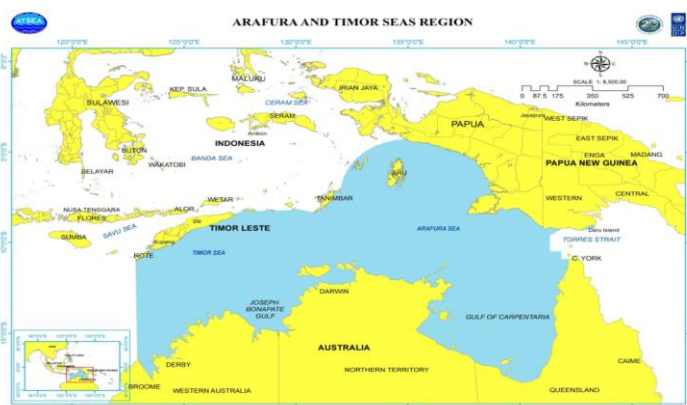 ATSEA
ARAFURA AND TIMOR SEAS REGION
UN
DP
120°0'0"E
125°0'0"E
130°0'0"E
135°0'0"E
140°0'0"E
145°0'0"E
SCALE 1: 8,500,00
0 87.5 175 350 525 700
Kilometers
MALUKU
KEP. SULA
IRIAN JAYA
SULAWESI
CERAM SEA
SERAM
PAPUA
Jayapura
WEST SEPIK
Ambon
EAST SEPIK
INDONESIA
BUTON
BANDA SEA
ENGA
MADANG
WAKATOBI
PAPUA NEW GUINEA
SELAYAR
ARU
WETAR
TANIMBAR
WESTERN
CENTRAL
NUSA TENGGARA
ALOR
FLORES
Dili
TIMOR LESTE
ARAFURA SEA
Daru Island
SUMBA
SAVU SEA
Kupang
TORRES STRAIT
ROTE
TIMOR SEA
C. YORK
DARWIN
JOSEPH
BONAPATE
GULF
GULF OF CARPENTARIA
AUSTRALIA
DERBY
CAIME
NORTHERN TERRITORY
BROOME
WESTERN AUSTRALIA
QUEENSLAND